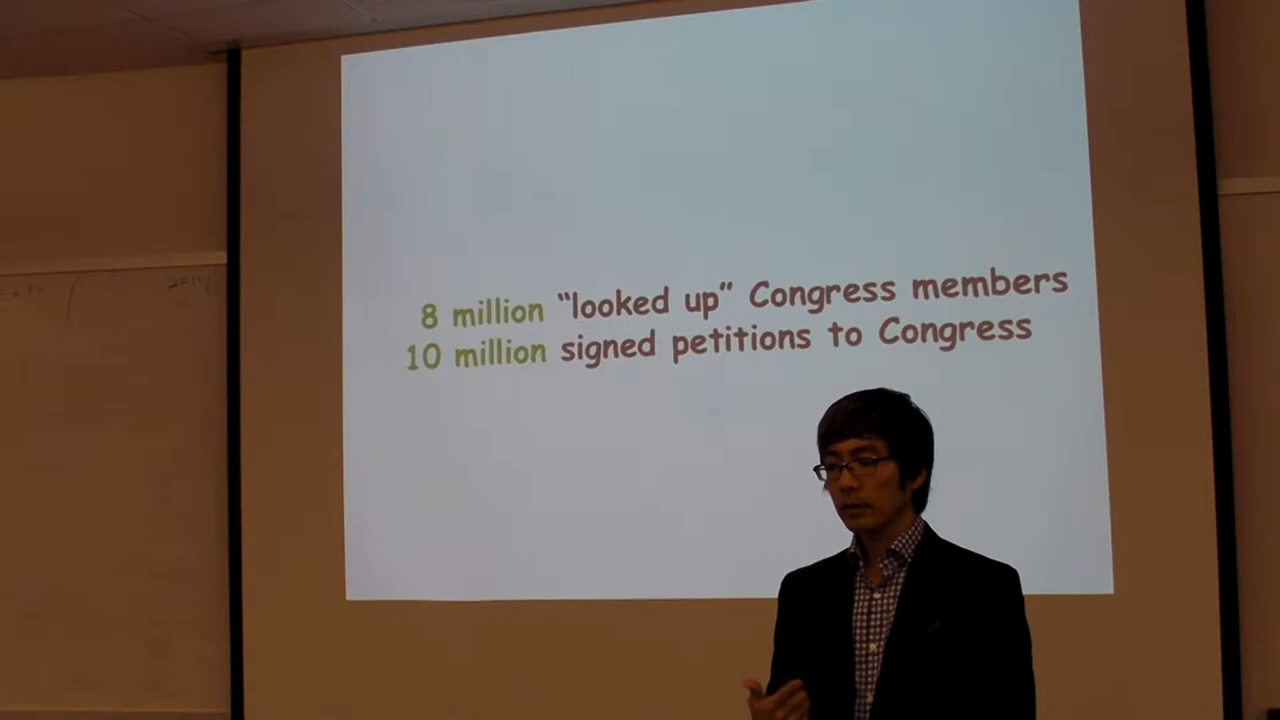 8 million “looked up” Congress members
10 million signed petitions to Congress